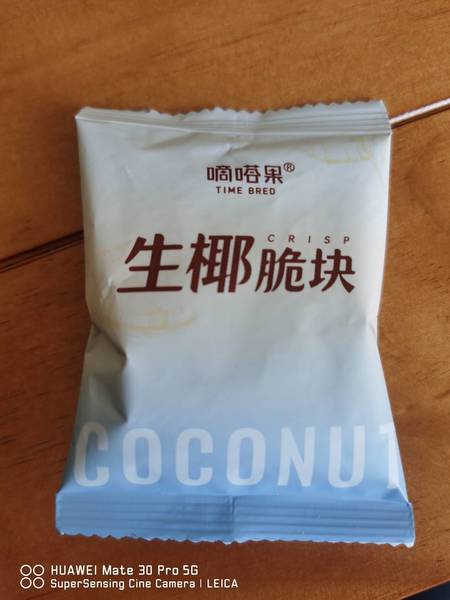 嘀嗒果®
TIME BRED
CRISP
生椰脆块
COCONUT
HUAWEI Mate 30 Pro 5G
SuperSensing Cine Camera | LEICA